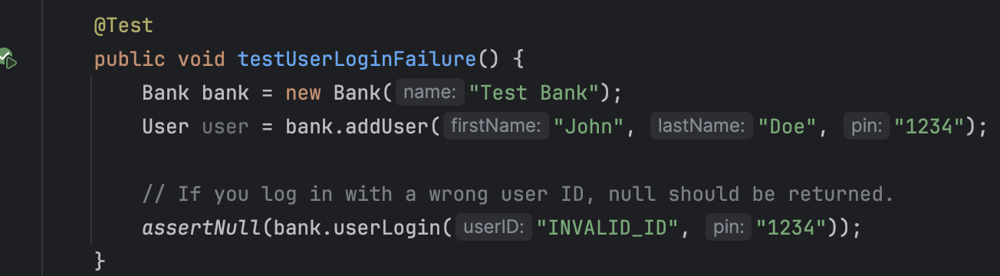 @Test
public void testUserLoginFailure() {
Bank bank = new Bank( name: "Test Bank");
User user = bank.addUser( firstName: "John", lastName: "Doe", pin: "1234");
// If you log in with a wrong user ID, null should be returned.
assertNull(bank.userLogin( userID: "INVALID_ID", pin: "1234"));
}